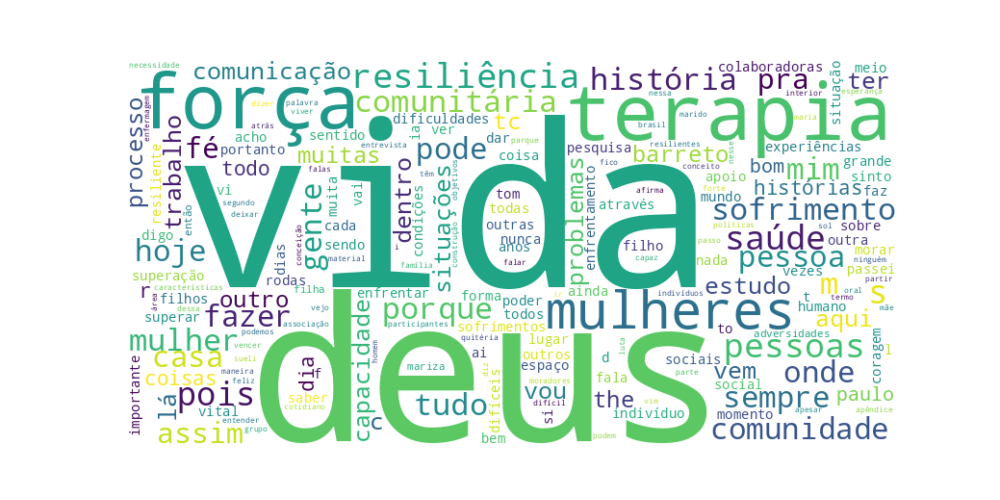 necessidade
comunicação
resiliência
história
pra
colaboradoras
ter
meio
força
comunitária
terapia
situação
esperança
nessa
interior
maria
processo
enfermagem
dizer
palavra
viver
atrás
dificuldades
tc
brasil
marido
resiliente
trabalho
fé
acho
sentido
ia
ver
dar
parque
pesquisa
resilientes
nesse
experiências
portanto
entrevista
muitas
pode
coisa
fico
barreto
conceito
bom
mim
grande
todo
falas
dentro
têm
objetivos
problemas
apoio
sinto
vi
vida
gente
muita
vai
condições
situações
tom
todas
através
afirma
forte
mundo
histórias
faz
segundo
então
deixar
enfrentamento
políticas
sol
sofrimento
digo
conceição
cada
outras
nunca
anos
filho
capaz
passo
saúde
sobre
outra
hoje
dias
sendo
material
construção
falar
nada
pessoa
vezes
morar
ninguém
superação
rodas
família
passei
r
características
filhos
filha
enfrentar
forma
ainda
ir
indivíduos
estudo
m
s
partir
área
dessa
outro
vejo
capacidade
porque
poder
todos
mulheres
t
humano
termo
oral
mãe
superar
fazer
associação
participantes
sofrimentos
to
aqui
podemos
mulher
vencer
quitéria
lugar
luta
adversidades
casa
sueli
dia
homem
ai
outros
sociais
pessoas
l
coisas
maneira
feliz
if
mariza
diz
espaço
d
parte
vem
onde
coragem
importante
lá
pois
saber
deus
moradores
fala
vim
social
vital
cotidiano
tudo
difíceis
vou
difícil
the
sempre
paulo
assim
entender
grupo
c
bem
si
podem
indivíduo
momento
apesar
apêndice
comunidade